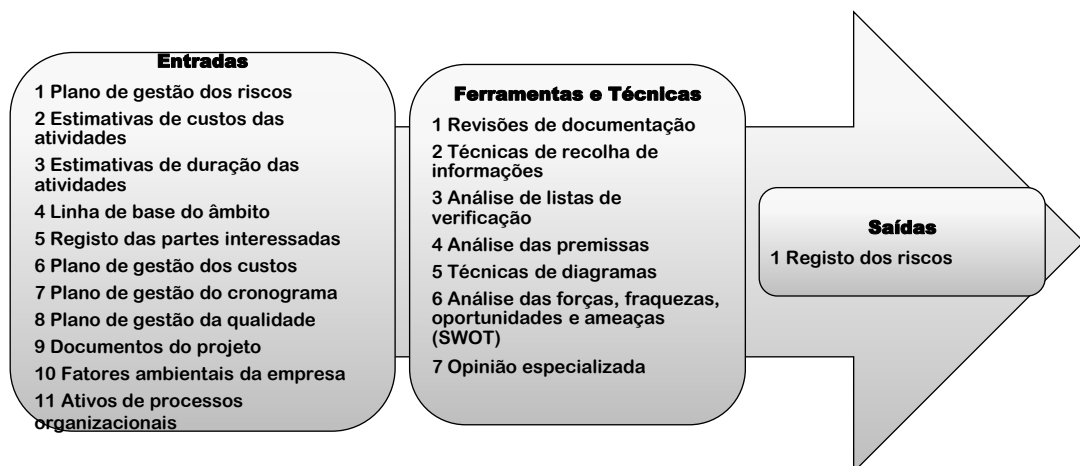 Entradas
1 Plano de gestão dos riscos
2 Estimativas de custos das
atividades
3 Estimativas de duração das
atividades
4 Linha de base do âmbito
5 Registo das partes interessadas
6 Plano de gestão dos custos
7 Plano de gestão do cronograma
8 Plano de gestão da qualidade
9 Documentos do projeto
10 Fatores ambientais da empresa
11 Ativos de processos
organizacionais
Ferramentas e Técnicas
1 Revisões de documentação
2 Técnicas de recolha de
informações
3 Análise de listas de
verificação
4 Análise das premissas
5 Técnicas de diagramas
6 Análise das forças, fraquezas,
oportunidades e ameaças
(SWOT)
7 Opinião especializada
Saídas
1 Registo dos riscos